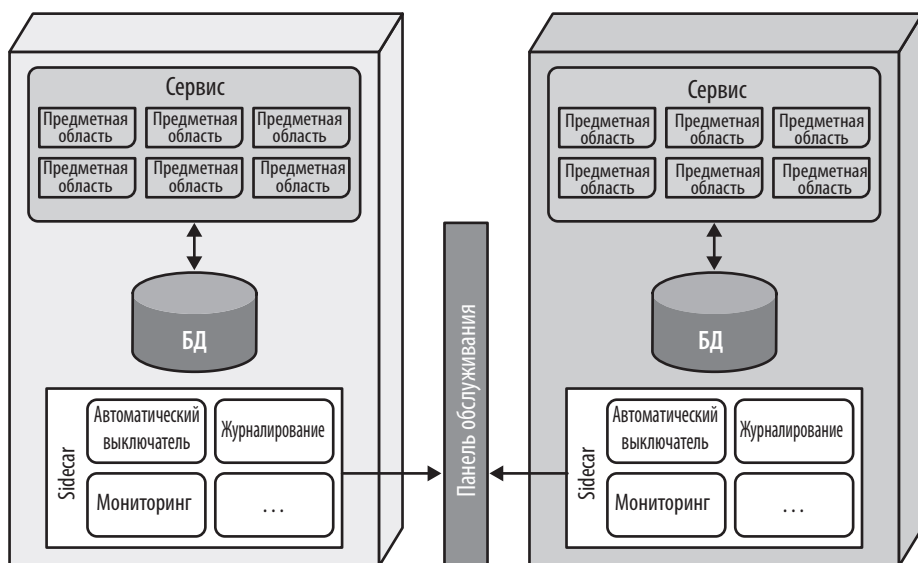 Сервис
Предметная область
Предметная область
Предметная область
Предметная область
Предметная область
Предметная область
БД
Sidecar
Автоматический выключатель
Журналирование
Мониторинг
...
Панель обслуживания
Сервис
Предметная область
Предметная область
Предметная область
Предметная область
Предметная область
Предметная область
БД
Sidecar
Автоматический выключатель
Журналирование
Мониторинг
...